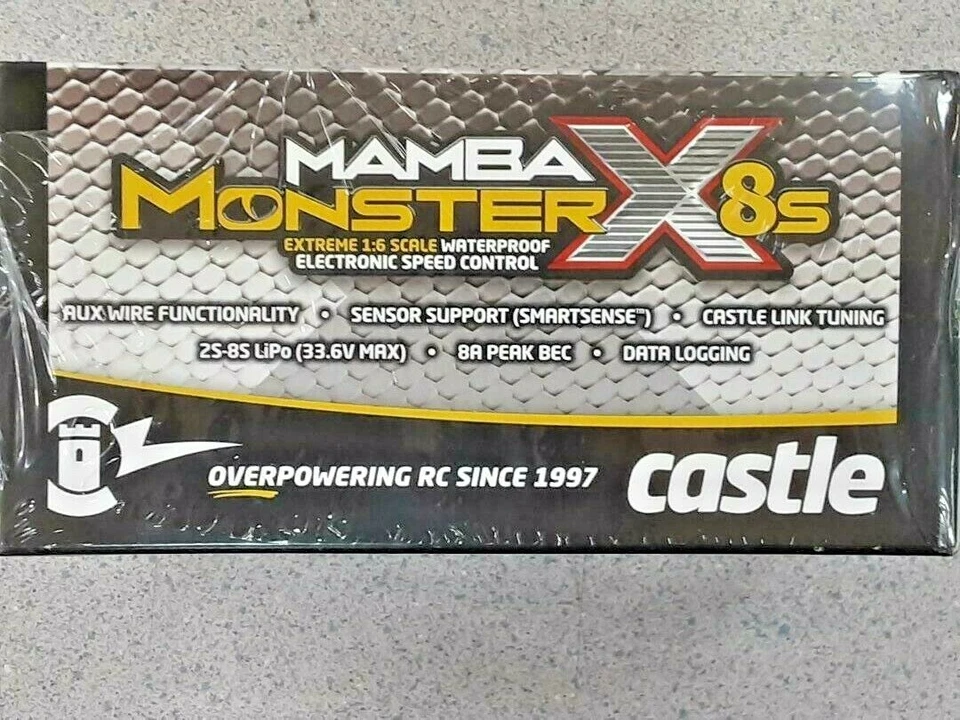 MAMBA
MONSTER X 8S
EXTREME 1:6 SCALE WATERPROOF
ELECTRONIC SPEED CONTROL
AUX WIRE FUNCTIONALITY • SENSOR SUPPORT (SMARTSENSE™) • CASTLE LINK TUNING
2S-8S LiPo (33.6V MAX) • 8A PEAK BEC • DATA LOGGING
OVERPOWERING RC SINCE 1997
castle